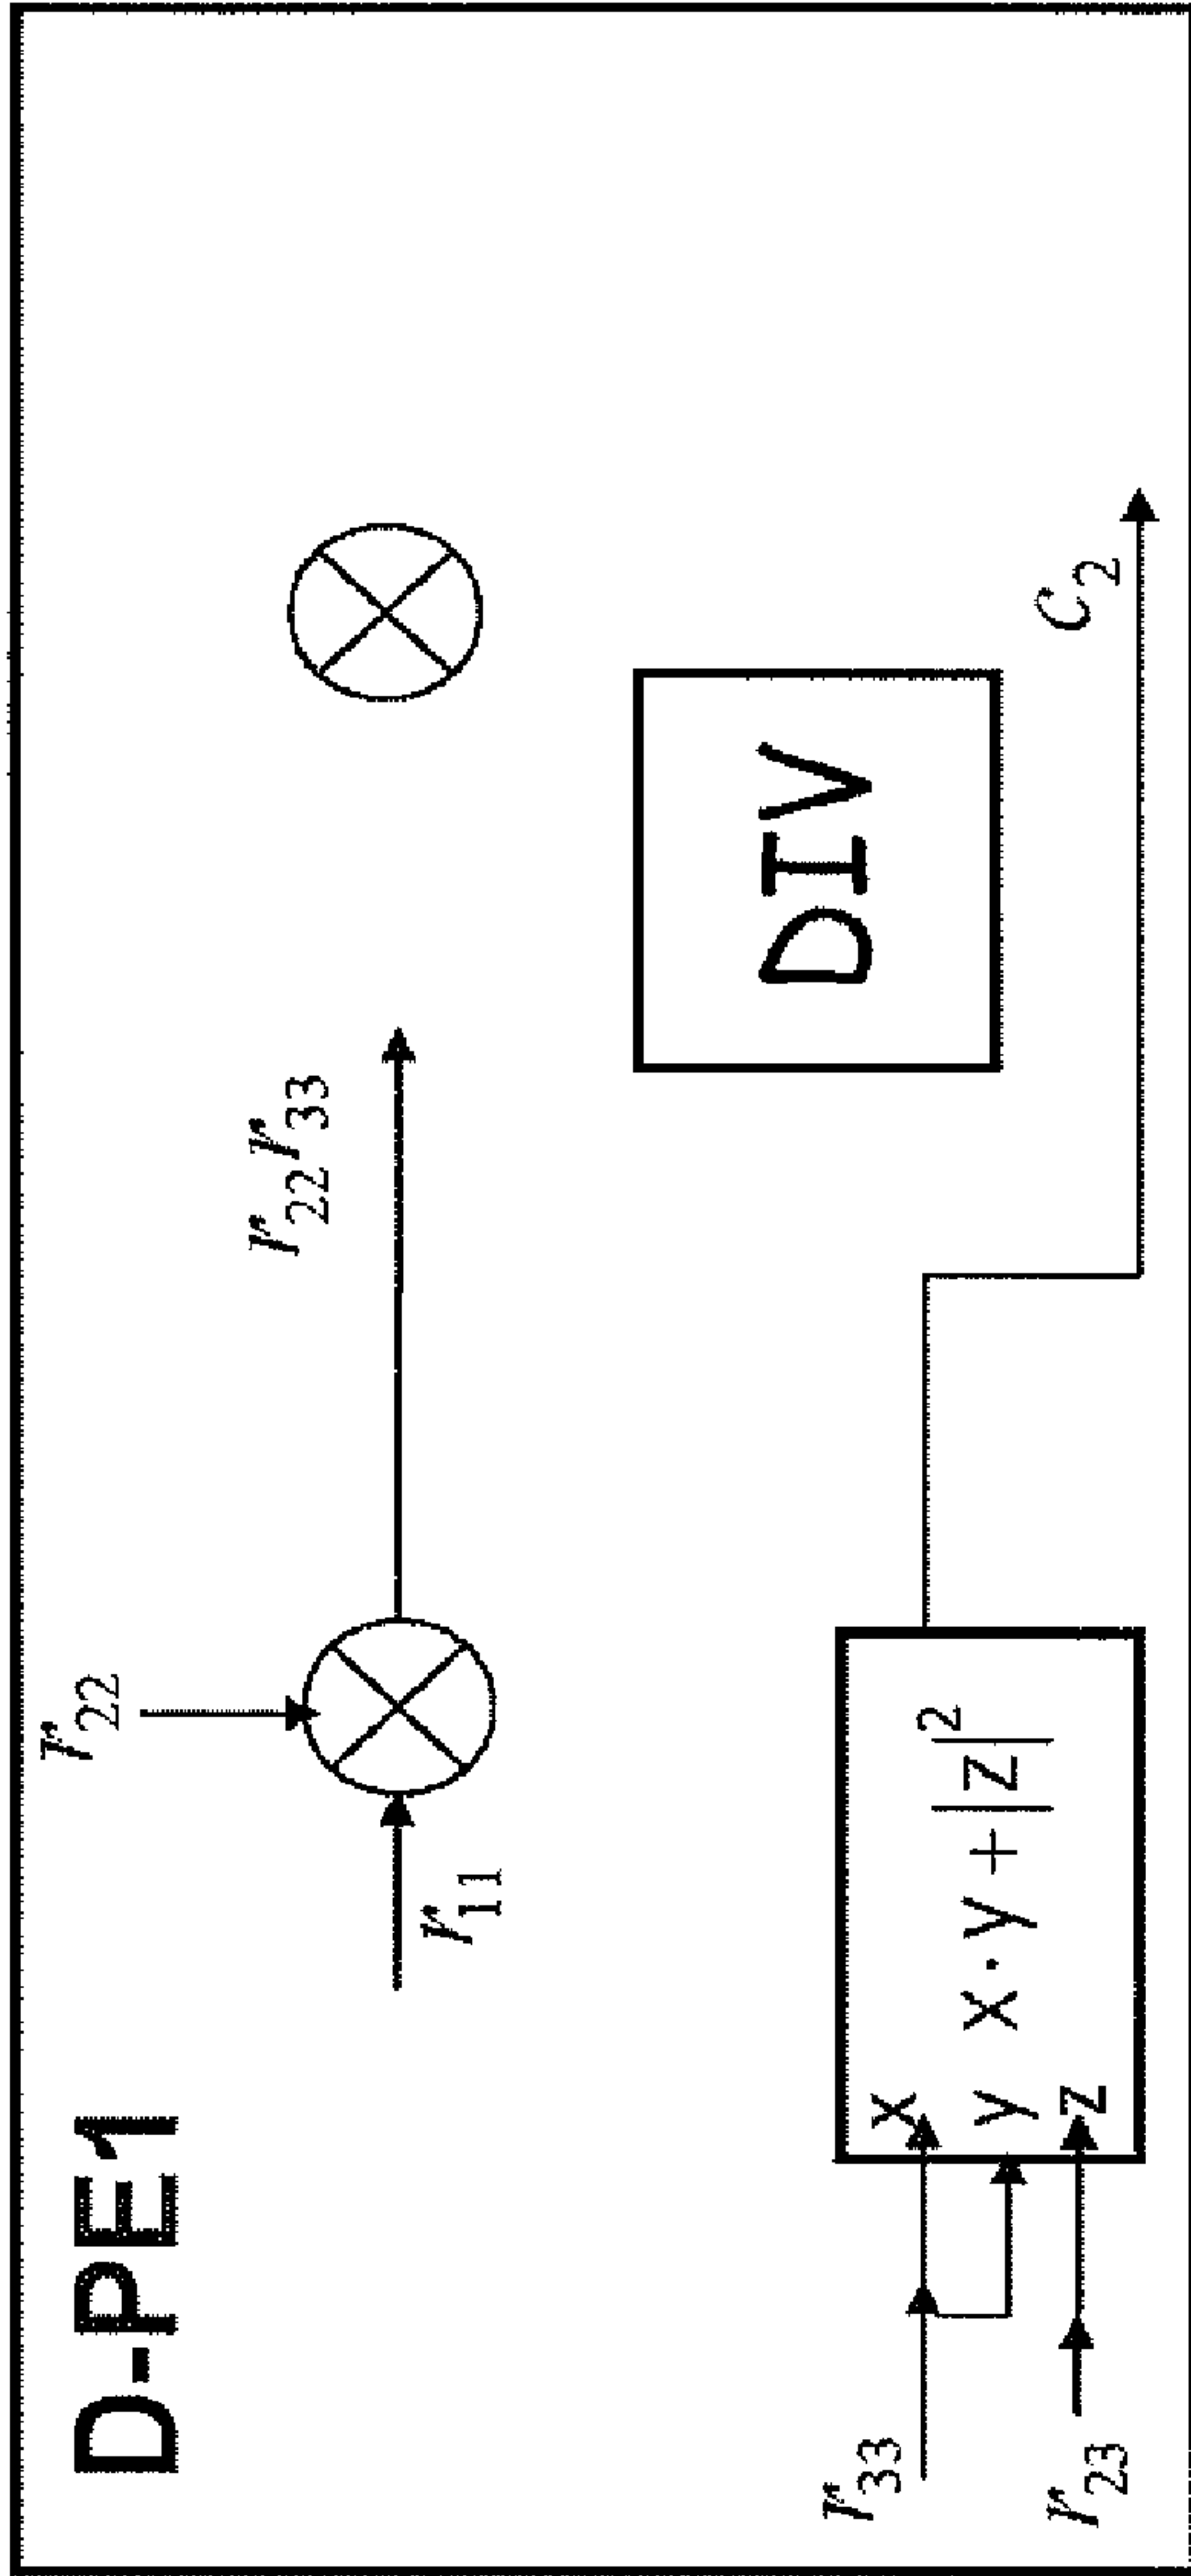 D-PE1
r₂₂
r₁₁
r₂₂r₃₃
DIV
r₃₃
r₂₃
x
y x·y+|z|²
z
c₂